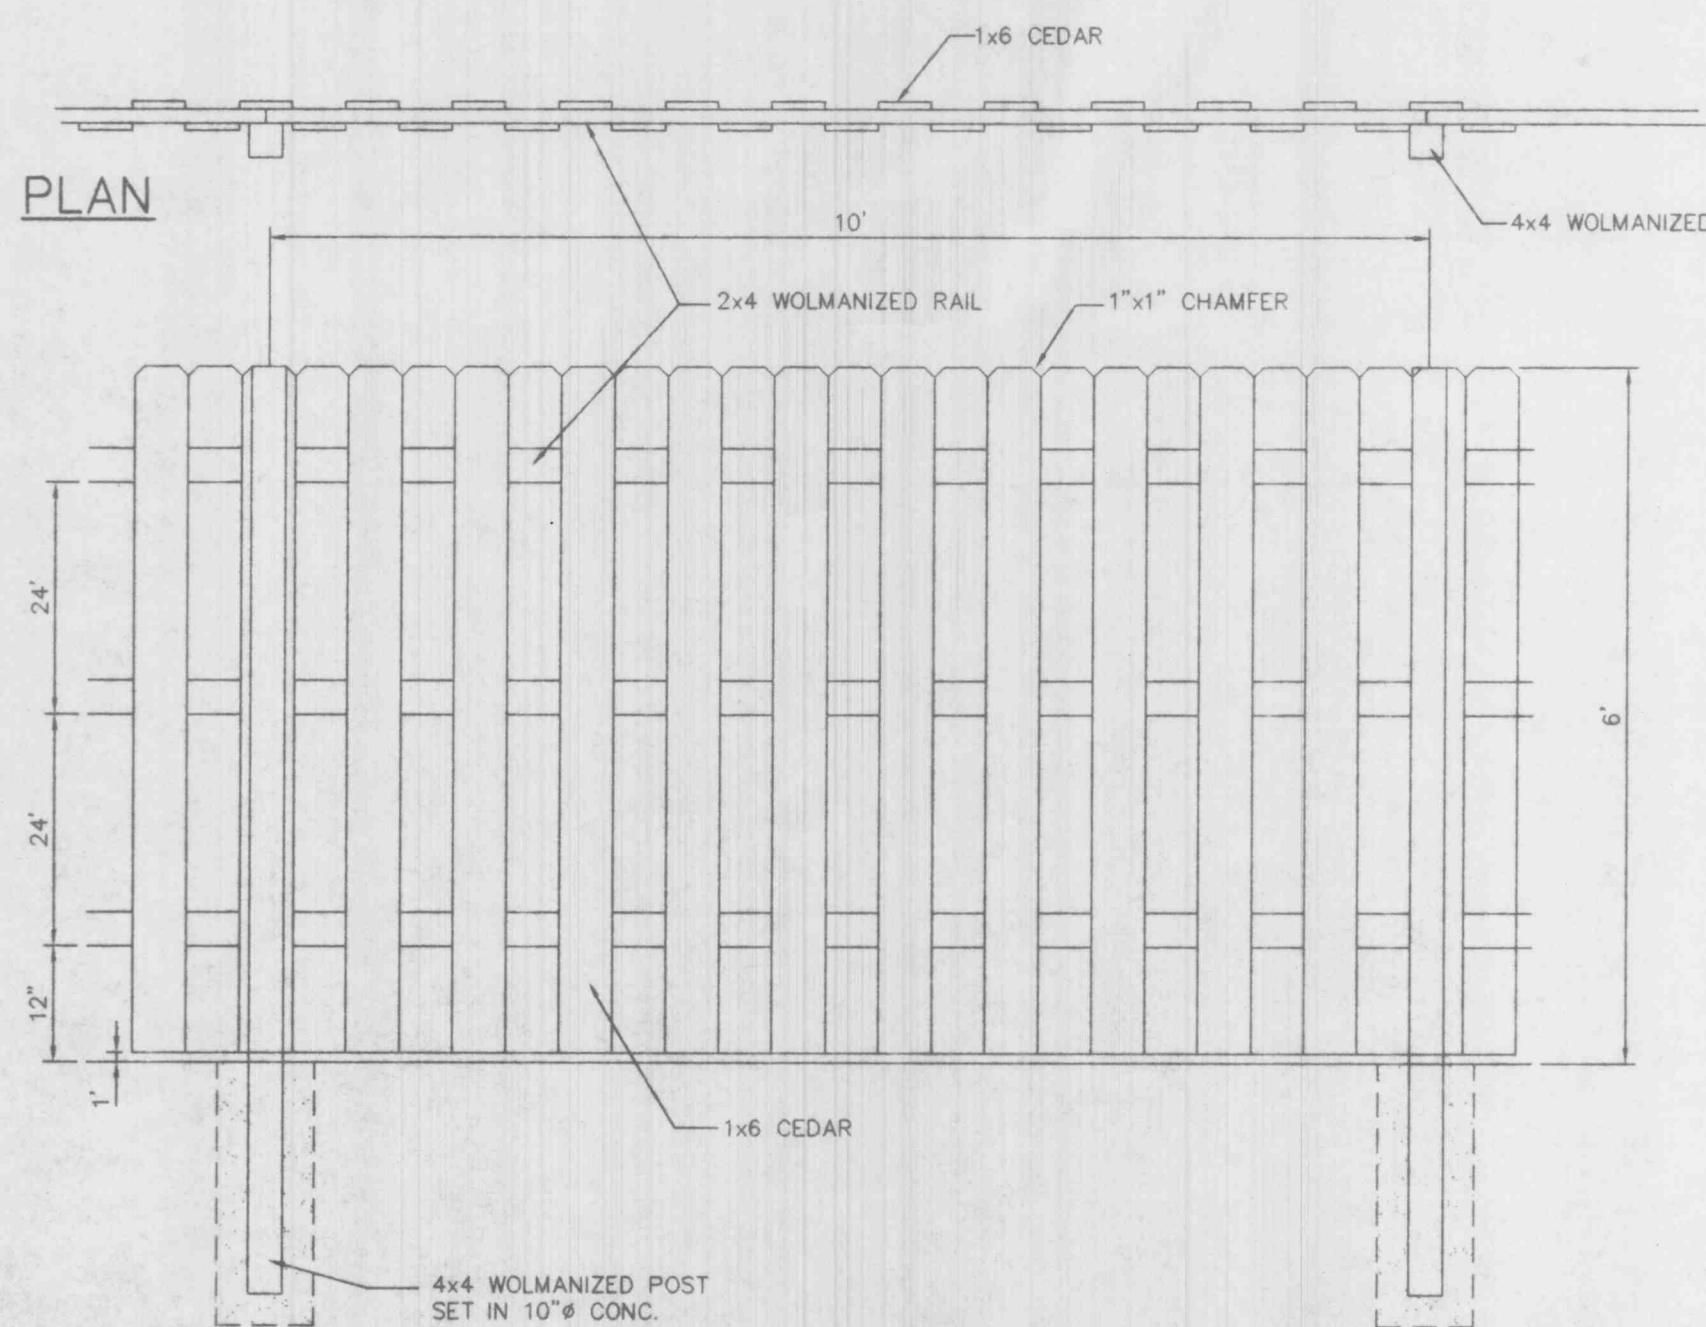 1x6 CEDAR
PLAN
10'
4x4 WOLMANIZED
2x4 WOLMANIZED RAIL
1"x1" CHAMFER
24'
6'
24'
12"
1'
1x6 CEDAR
4x4 WOLMANIZED POST
SET IN 10"ø CONC.